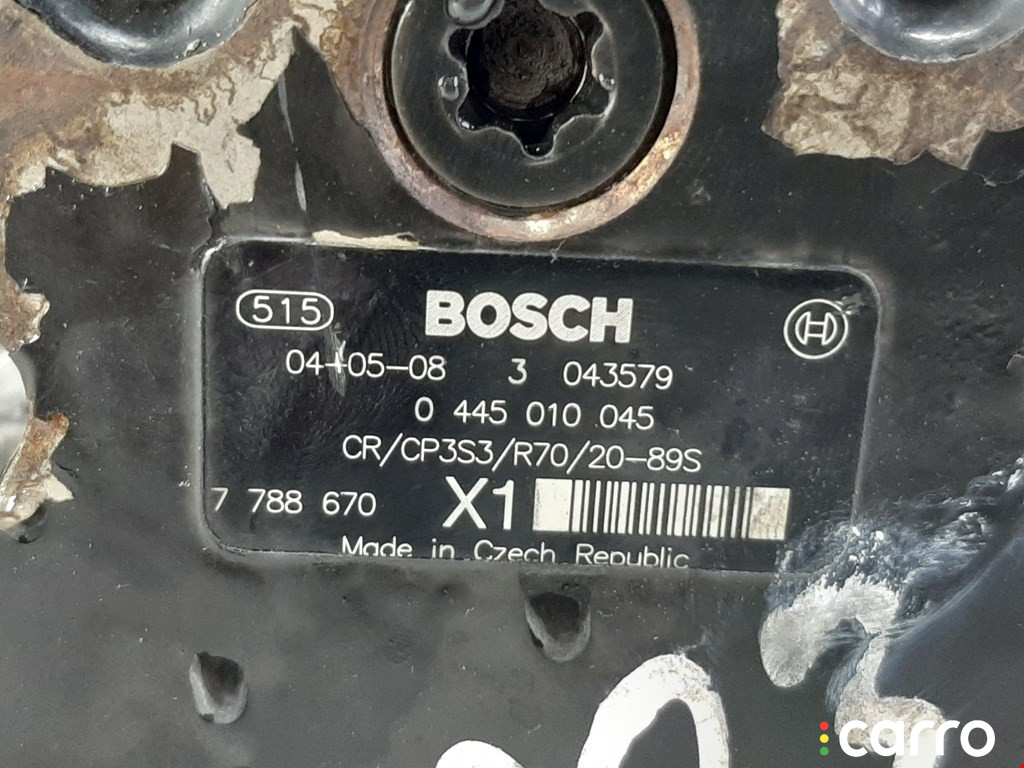 515 BOSCH
04-05-08 3 043579
0 445 010 045
CR/CP3S3/R70/20-89S
7 788 670 X1
Made in Czech Republic
carro